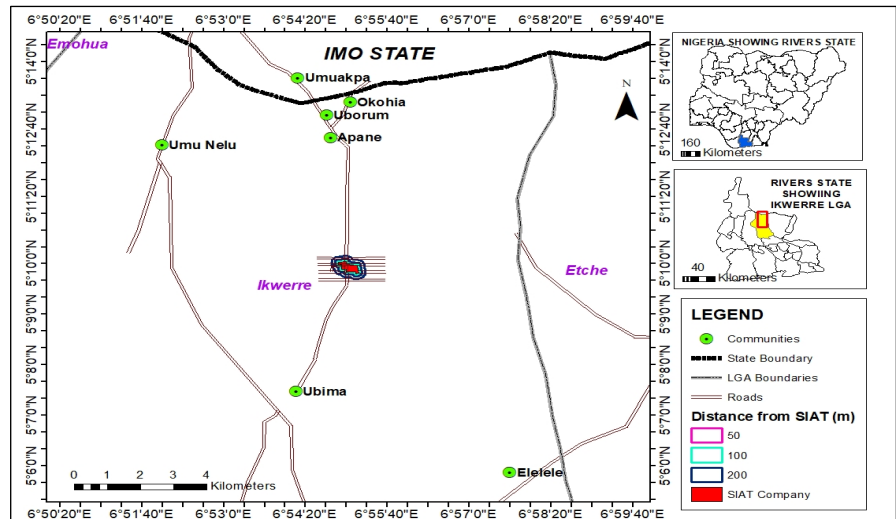 6°50'20"E 6°51'40"E 6°53'0"E 6°54'20"E 6°55'40"E 6°57'0"E 6°58'20"E 6°59'40"E
Emohua
IMO STATE
Umuakpa
Okohia
Uborum
Apane
Umu Nelu
N
Ikwerre
Etche
Ubima
Elelele
0 1 2 3 4
Kilometers
5°14'0"N
5°12'40"N
5°11'20"N
5°10'0"N
5°9'0"N
5°8'0"N
5°7'0"N
5°6'0"N
5°14'0"N
5°12'40"N
5°11'20"N
5°10'0"N
5°9'0"N
5°8'0"N
5°7'0"N
5°6'0"N
6°50'20"E 6°51'40"E 6°53'0"E 6°54'20"E 6°55'40"E 6°57'0"E 6°58'20"E 6°59'40"E
NIGERIA SHOWING RIVERS STATE
160
Kilometers
RIVERS STATE
SHOWIING
IKWERRE LGA
40
Kilometers
LEGEND
Communities
State Boundary
LGA Boundaries
Roads
Distance from SIAT (m)
50
100
200
SIAT Company